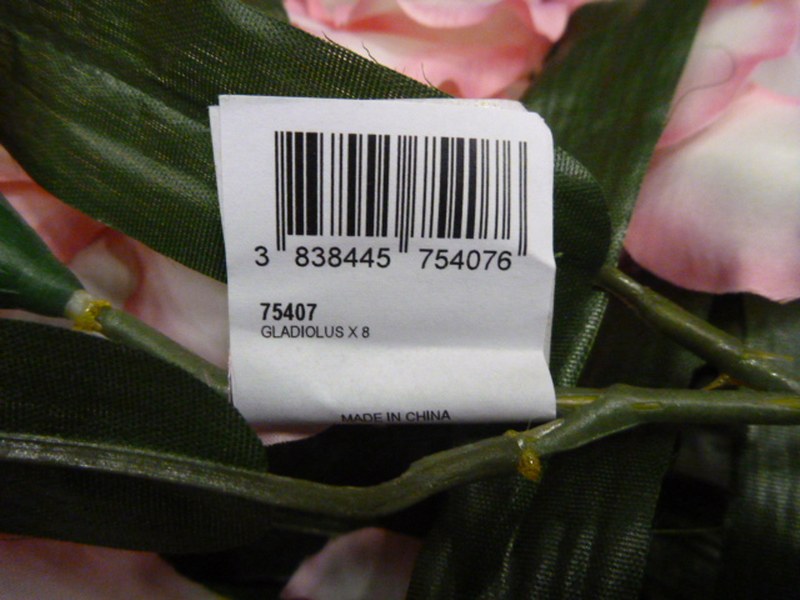 3 838445 754076
75407
GLADIOLUS X 8
MADE IN CHINA